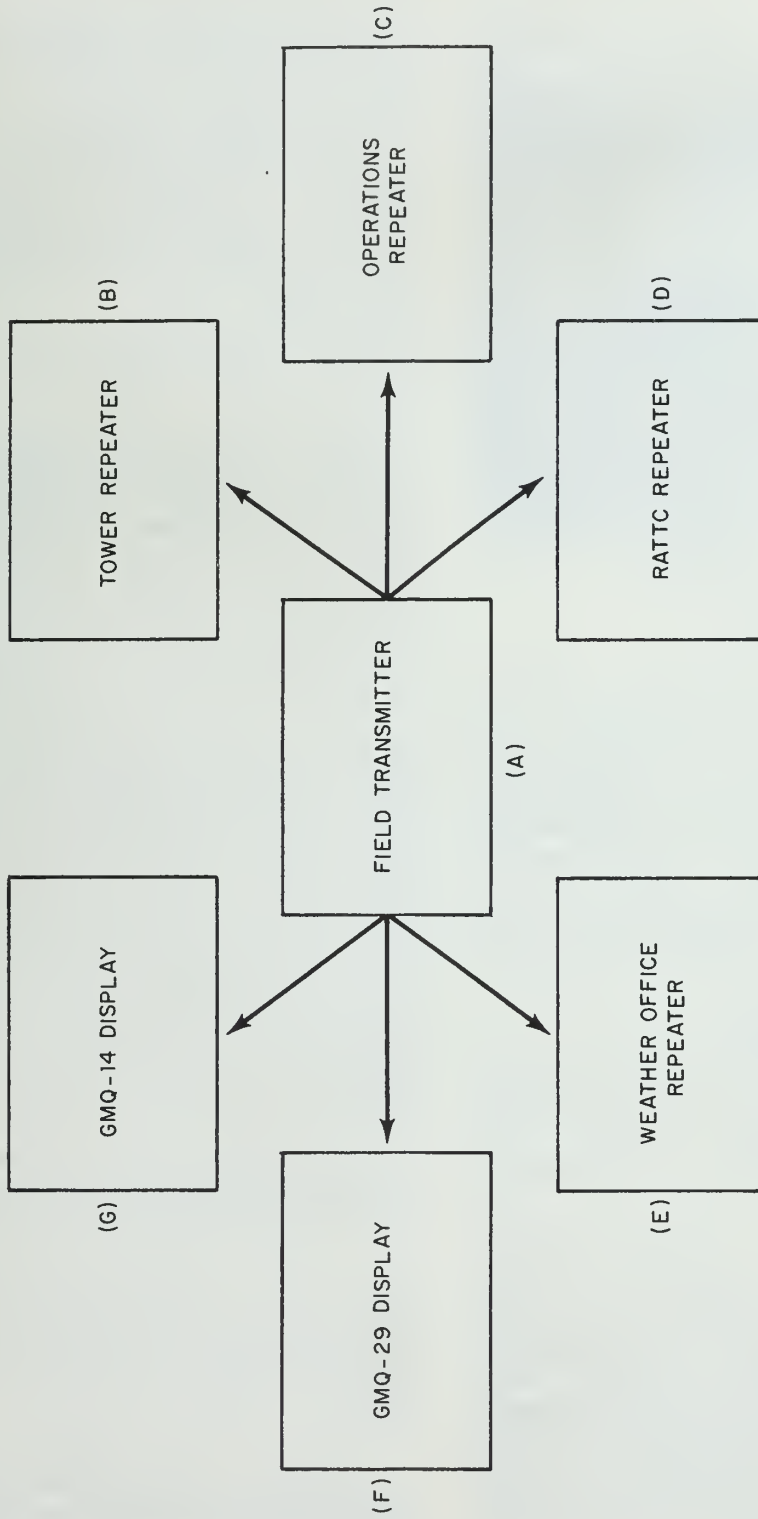 GMQ-14 DISPLAY
(G)
TOWER REPEATER
(B)
(F)
GMQ-29 DISPLAY
FIELD TRANSMITTER
(A)
OPERATIONS
REPEATER
(C)
(E)
WEATHER OFFICE
REPEATER
RATTC REPEATER
(D)